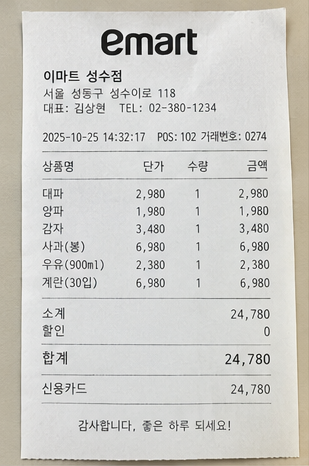 emart
이마트 성수점
서울 성동구 성수이로 118
대표: 김상현 TEL: 02-380-1234
2025-10-25 14:32:17 POS: 102 거래번호: 0274
상품명 단가 수량 금액
대파 2,980 1 2,980
양파 1,980 1 1,980
감자 3,480 1 3,480
사과(봉) 6,980 1 6,980
우유(900ml) 2,380 1 2,380
계란(30입) 6,980 1 6,980
소계 24,780
할인 0
합계 24,780
신용카드 24,780
감사합니다, 좋은 하루 되세요!